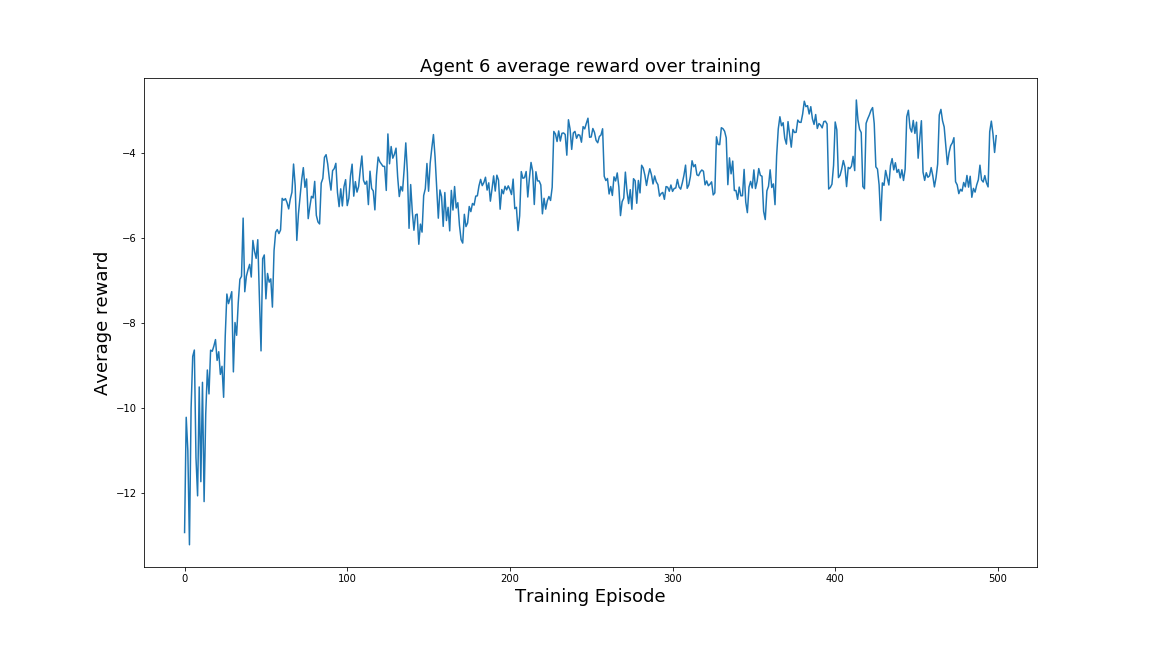 Agent 6 average reward over training
Average reward
−4
−6
−8
−10
−12
0 100 200 300 400 500
Training Episode